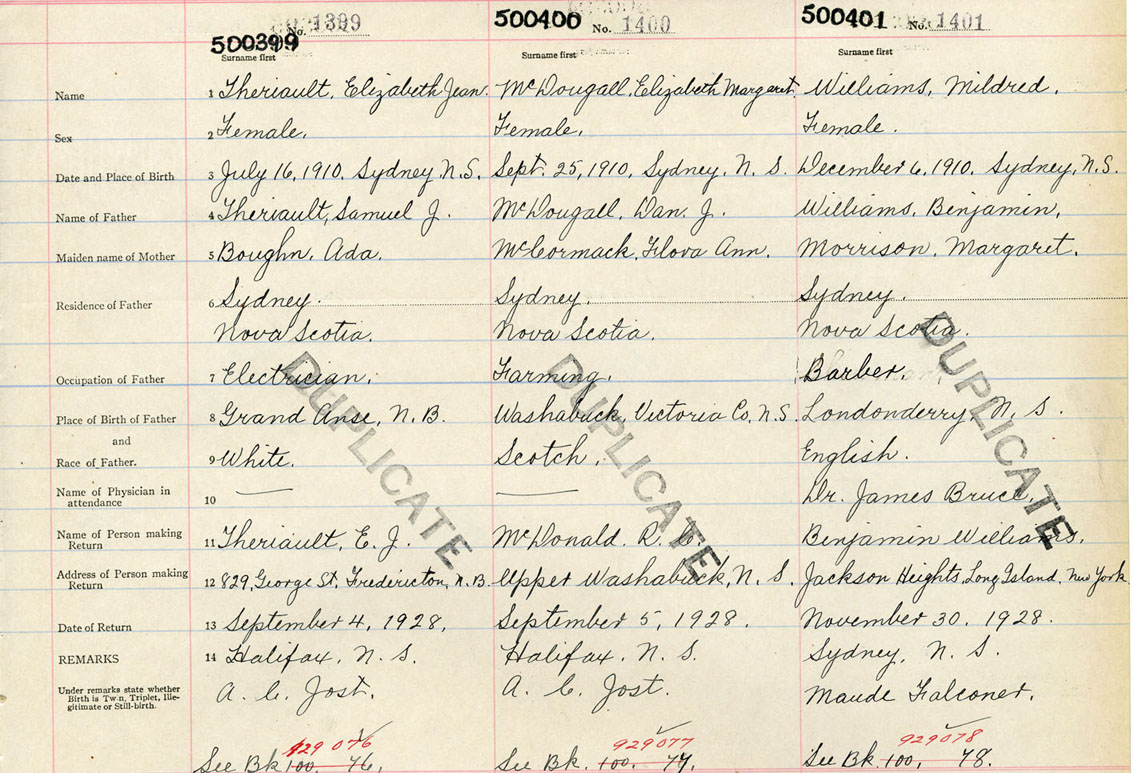 500399 No. 1399 500400 No. 1400 500401 No. 1401
Surname first Surname first Surname first
Name 1 Theriault, Elizabeth Jean. McDougall, Elizabeth Margaret. Williams, Mildred.
Sex 2 Female. Female. Female.
Date and Place of Birth 3 July 16, 1910. Sydney N.S. Sept. 25, 1910, Sydney, N. S. December 6, 1910, Sydney, N.S.
Name of Father 4 Theriault, Samuel J. McDougall, Dan. J. Williams, Benjamin.
Maiden name of Mother 5 Boughn, Ada. McCormack, Flova Ann. Morrison, Margaret.
Residence of Father 6 Sydney. Sydney. Sydney.
Nova Scotia. Nova Scotia. Nova Scotia.
Occupation of Father 7 Electrician. Farming. Barber.
Place of Birth of Father 8 Grand Anse, N.B. Washabuck, Victoria Co, N.S. Londonderry N. S.
and
Race of Father. 9 White. Scotch. English.
Name of Physician in attendance 10 — — Dr. James Bruce.
Name of Person making Return 11 Theriault, E. J. McDonald. R. Benjamin Williams.
Address of Person making Return 12 829, George St. Fredericton, N.B. Upper Washabuck, N. S. Jackson Heights, Long Island, New York
Date of Return 13 September 4, 1928, September 5, 1928. November 30, 1928.
REMARKS 14 Halifax, N. S. Halifax, N. S. Sydney, N. S.
Under remarks state whether Birth is Twin, Triplet, Illegitimate or Still-birth. A. C. Jost. A. C. Jost. Maude Falconer.
DUPLICATE DUPLICATE DUPLICATE
929076 929077 929078
See Bk 100, 76, See Bk. 100, 77, See Bk. 100, 78.